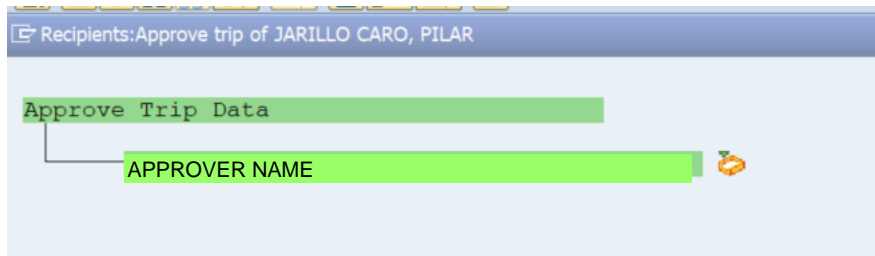 Recipients:Approve trip of JARILLO CARO, PILAR
Approve Trip Data
APPROVER NAME